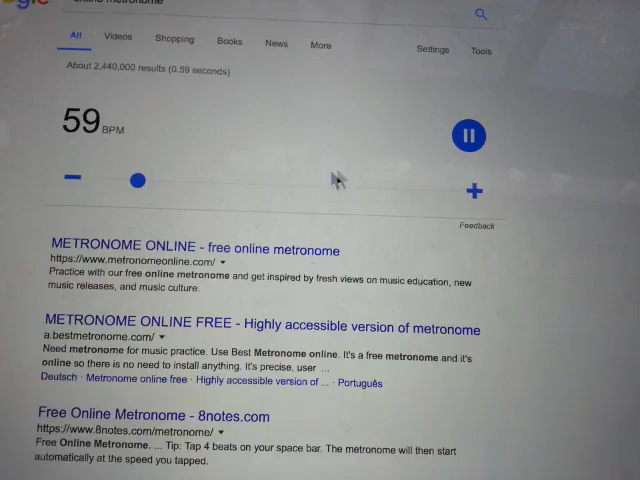 online metronome
All Videos Shopping Books News More Settings Tools
About 2,440,000 results (0.59 seconds)
59 BPM
Feedback
METRONOME ONLINE - free online metronome
https://www.metronomeonline.com/
Practice with our free online metronome and get inspired by fresh views on music education, new
music releases, and music culture.
METRONOME ONLINE FREE - Highly accessible version of metronome
a.bestmetronome.com/
Need metronome for music practice. Use Best Metronome online. It's a free metronome and it's
online so there is no need to install anything. It's precise, user ...
Deutsch · Metronome online free · Highly accessible version of ... · Português
Free Online Metronome - 8notes.com
https://www.8notes.com/metronome/
Free Online Metronome. ... Tip: Tap 4 beats on your space bar. The metronome will then start
automatically at the speed you tapped.